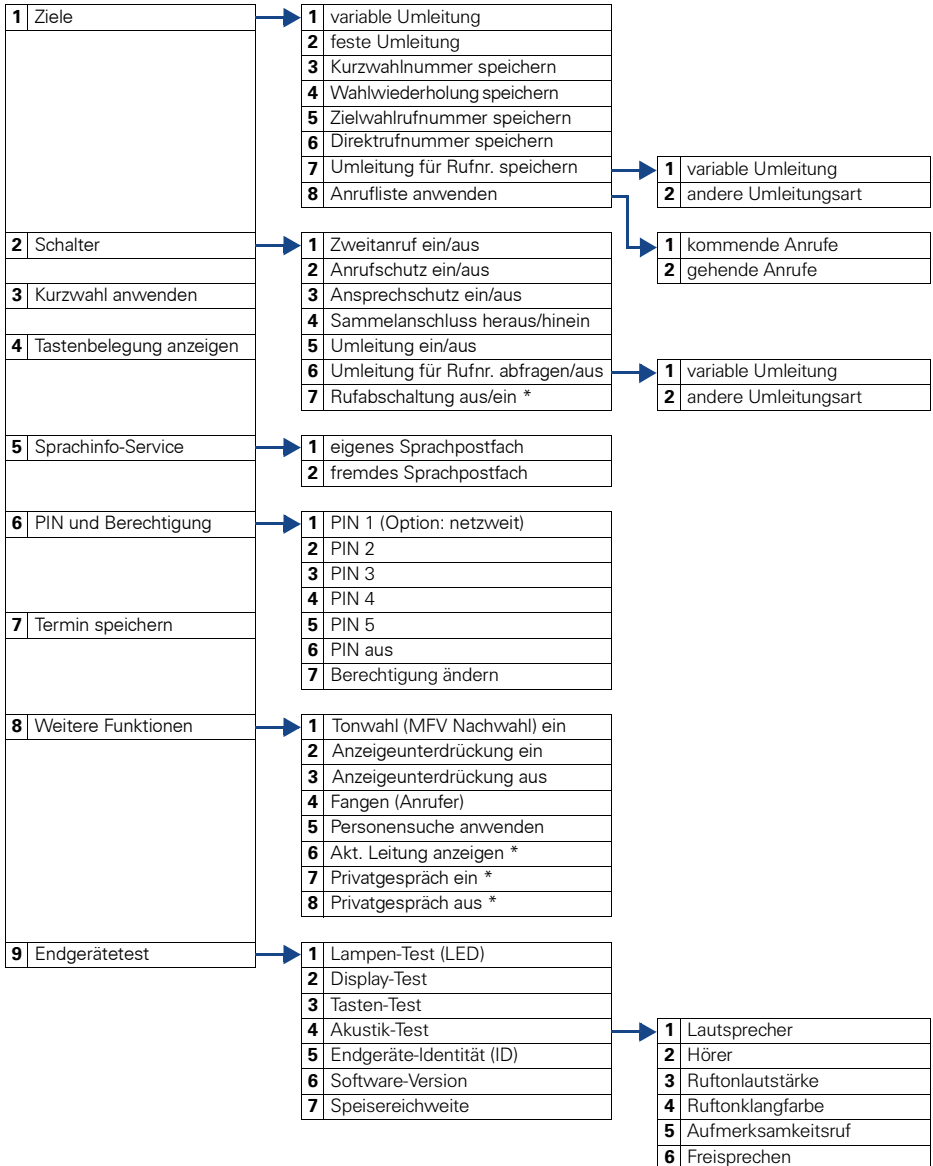 1 Ziele
1 variable Umleitung
2 feste Umleitung
3 Kurzwahlnummer speichern
4 Wahlwiederholung speichern
5 Zielwahlrufnummer speichern
6 Direktrufnummer speichern
7 Umleitung für Rufnr. speichern
1 variable Umleitung
2 andere Umleitungsart
8 Anrufliste anwenden
1 kommende Anrufe
2 gehende Anrufe
2 Schalter
1 Zweitanruf ein/aus
2 Anrufschutz ein/aus
3 Ansprechschutz ein/aus
4 Sammelanschluss heraus/hinein
5 Umleitung ein/aus
6 Umleitung für Rufnr. abfragen/aus
1 variable Umleitung
2 andere Umleitungsart
7 Rufabschaltung aus/ein *
3 Kurzwahl anwenden
4 Tastenbelegung anzeigen
5 Sprachinfo-Service
1 eigenes Sprachpostfach
2 fremdes Sprachpostfach
6 PIN und Berechtigung
1 PIN 1 (Option: netzweit)
2 PIN 2
3 PIN 3
4 PIN 4
5 PIN 5
6 PIN aus
7 Berechtigung ändern
7 Termin speichern
8 Weitere Funktionen
1 Tonwahl (MFV Nachwahl) ein
2 Anzeigeunterdrückung ein
3 Anzeigeunterdrückung aus
4 Fangen (Anrufer)
5 Personensuche anwenden
6 Akt. Leitung anzeigen *
7 Privatgespräch ein *
8 Privatgespräch aus *
9 Endgerätetest
1 Lampen-Test (LED)
2 Display-Test
3 Tasten-Test
4 Akustik-Test
1 Lautsprecher
2 Hörer
3 Ruftonlautstärke
4 Ruftonklangfarbe
5 Aufmerksamkeitsruf
6 Freisprechen
5 Endgeräte-Identität (ID)
6 Software-Version
7 Speisereichweite